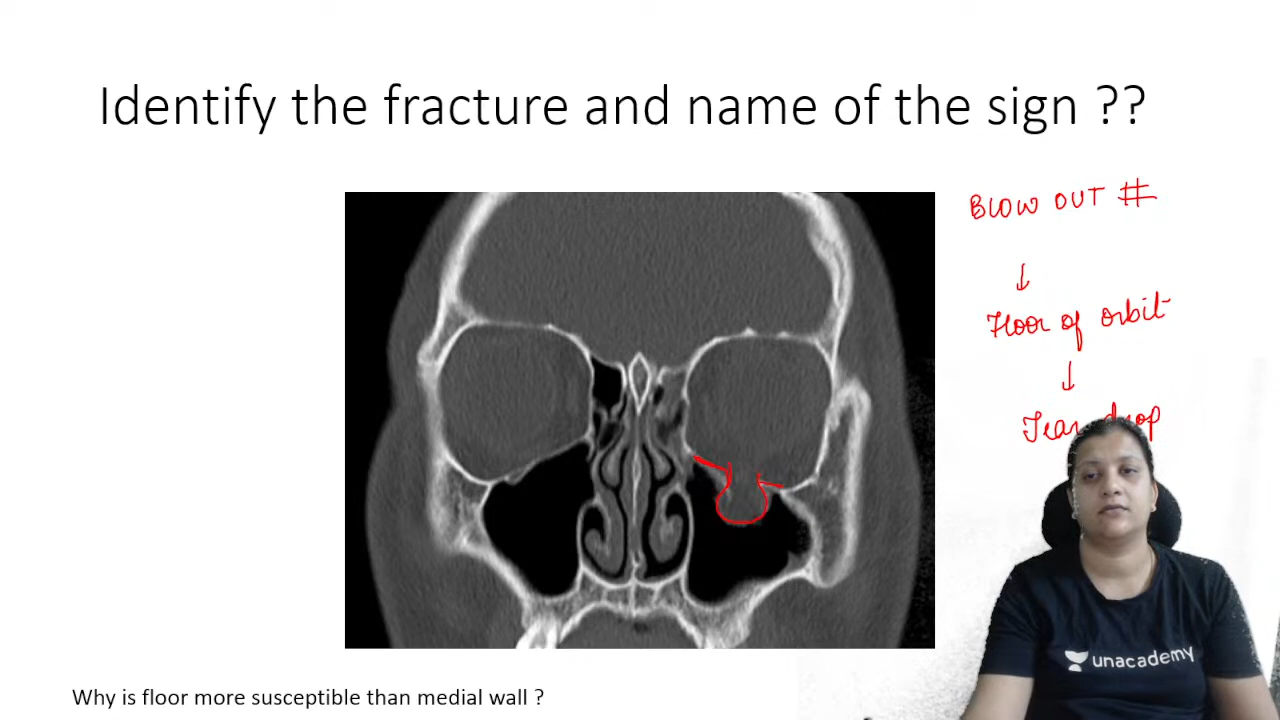 Identify the fracture and name of the sign ??
BLOW OUT #
↓
Floor of orbit
↓
Tear drop
unacademy
Why is floor more susceptible than medial wall ?